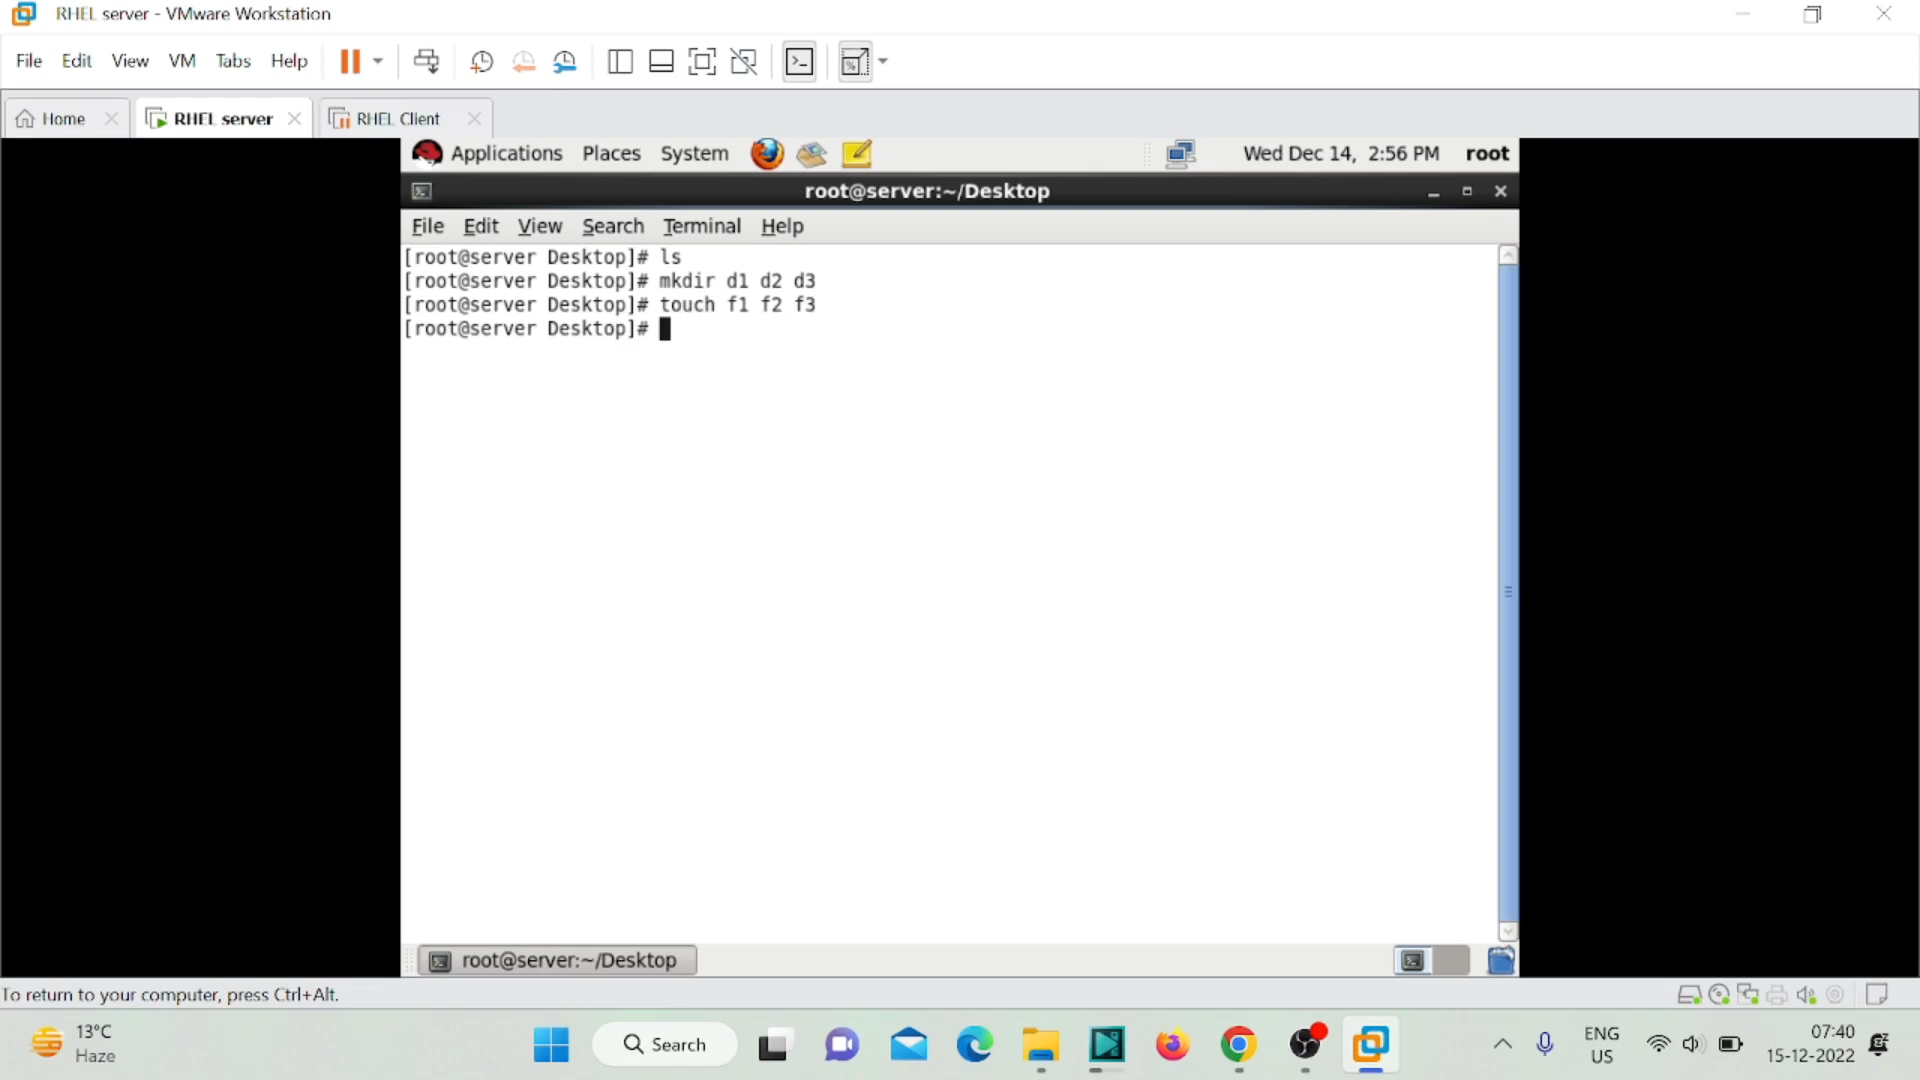 RHEL server - VMware Workstation
File Edit View VM Tabs Help
Home RHEL server RHEL Client
Applications Places System Wed Dec 14, 2:56 PM root
root@server:~/Desktop
File Edit View Search Terminal Help
[root@server Desktop]# ls
[root@server Desktop]# mkdir d1 d2 d3
[root@server Desktop]# touch f1 f2 f3
[root@server Desktop]#
root@server:~/Desktop
To return to your computer, press Ctrl+Alt.
13°C
Haze
Search
ENG
US
07:40
15-12-2022